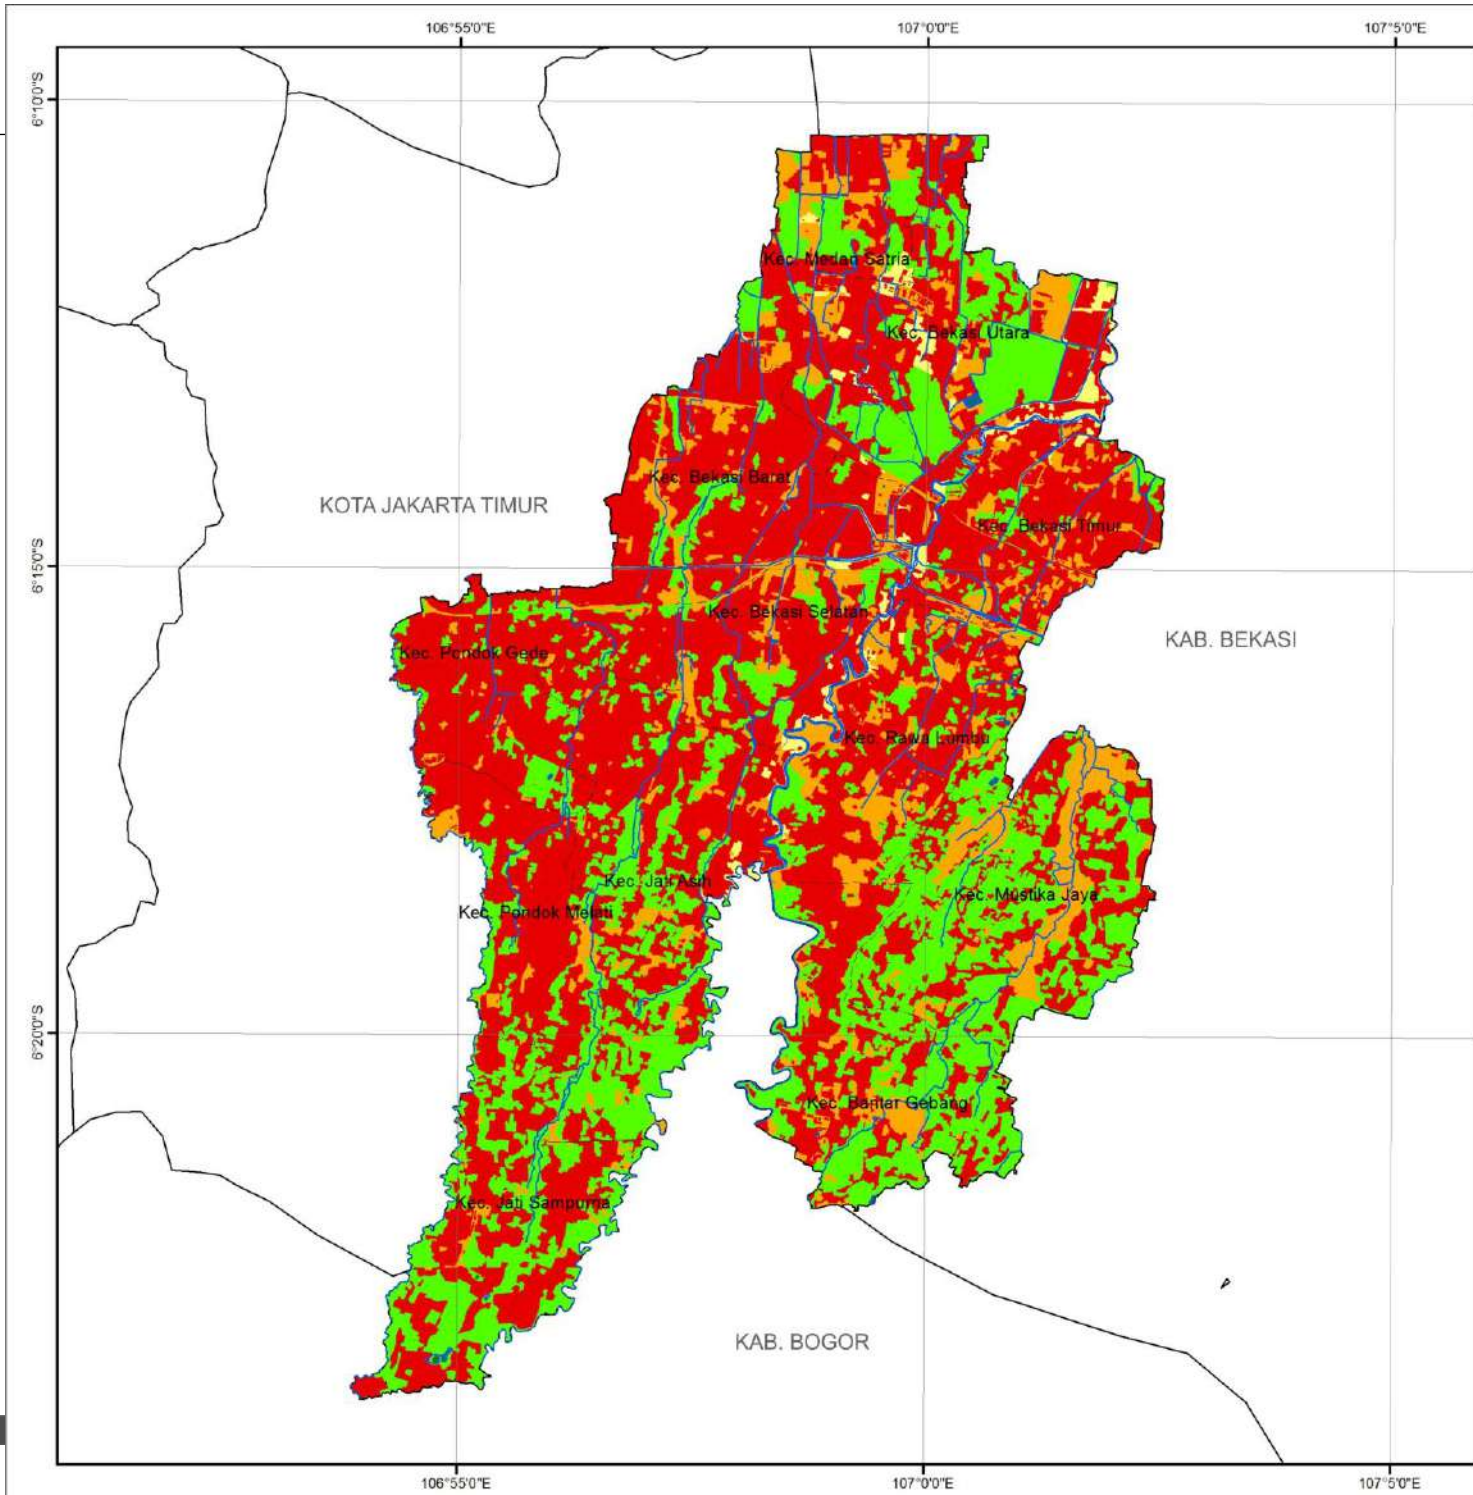 106°55'0"E
107°0'0"E
107°5'0"E
6°10'0"S
Kec. Medan Satria
Kec. Bekasi Utara
Kec. Bekasi Barat
KOTA JAKARTA TIMUR
Kec. Bekasi Timur
6°15'0"S
Kec. Bekasi Selatan
KAB. BEKASI
Kec. Pondok Gede
Kec. Rawa Lumbu
Kec. Jati Asih
Kec. Mustika Jaya
Kec. Pondok Melati
6°20'0"S
Kec. Bantar Gebang
Kec. Jati Sampurna
KAB. BOGOR
106°55'0"E
107°0'0"E
107°5'0"E